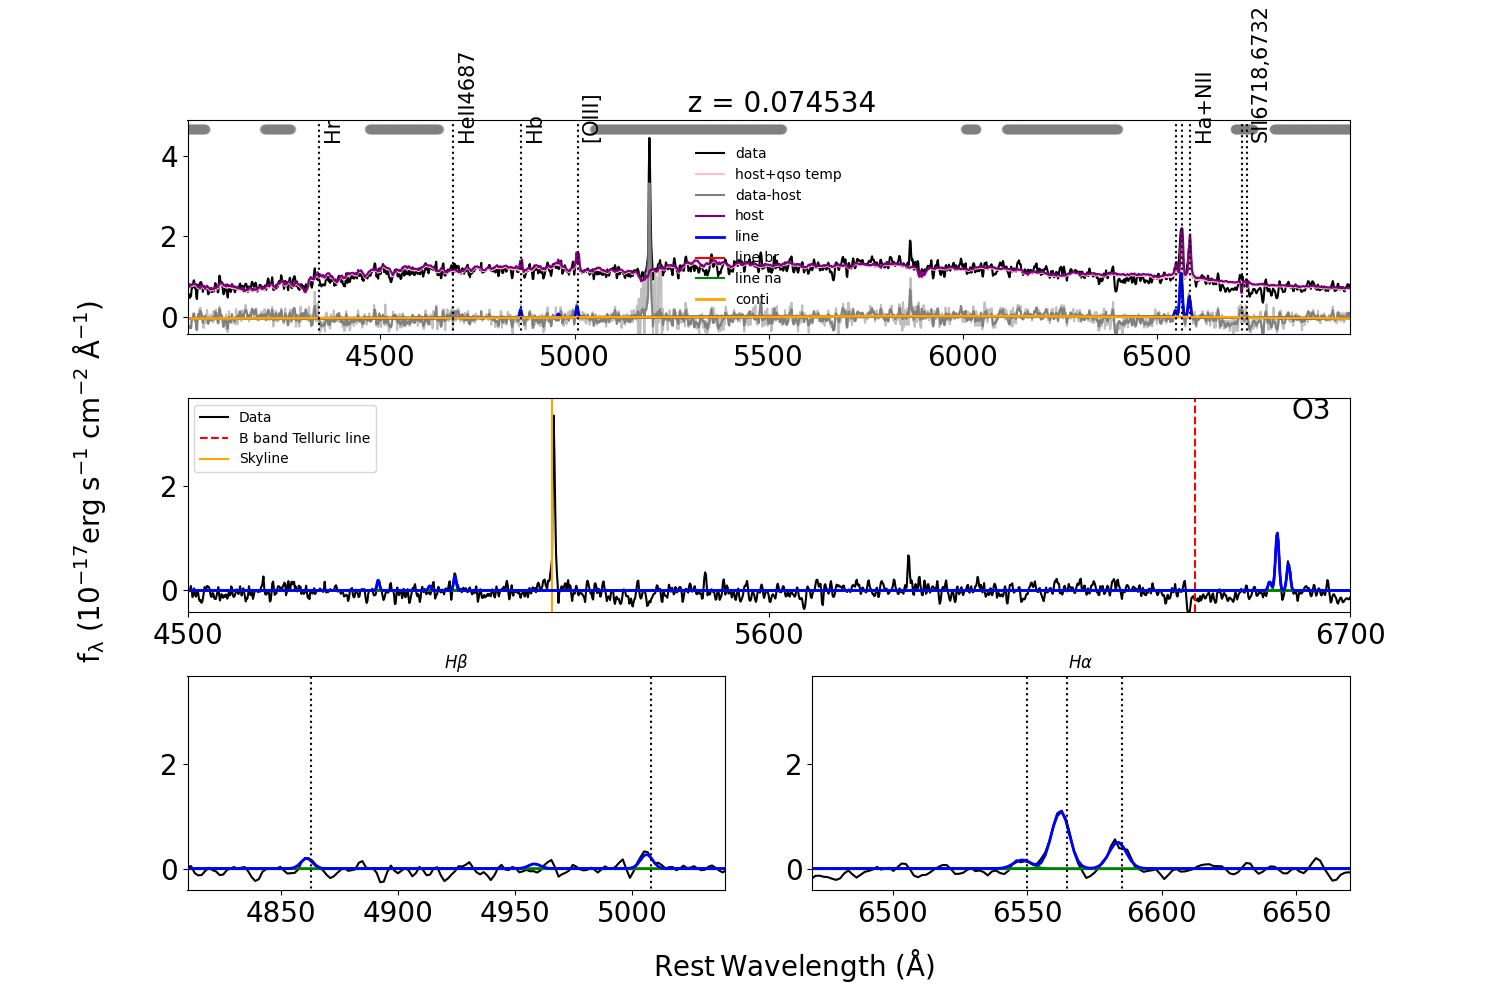 z = 0.074534
Hr
HeII4687
Hb
[OIII]
Ha+NII
SII6718,6732
data
host+qso temp
data-host
host
line
line br
line na
conti
4
2
0
4500
5000
5500
6000
6500
O3
Data
B band Telluric line
Skyline
2
0
4500
5600
6700
fλ (10⁻¹⁷erg s⁻¹ cm⁻² Å⁻¹)
Hβ
2
0
4850
4900
4950
5000
Hα
2
0
6500
6550
6600
6650
Rest Wavelength (Å)